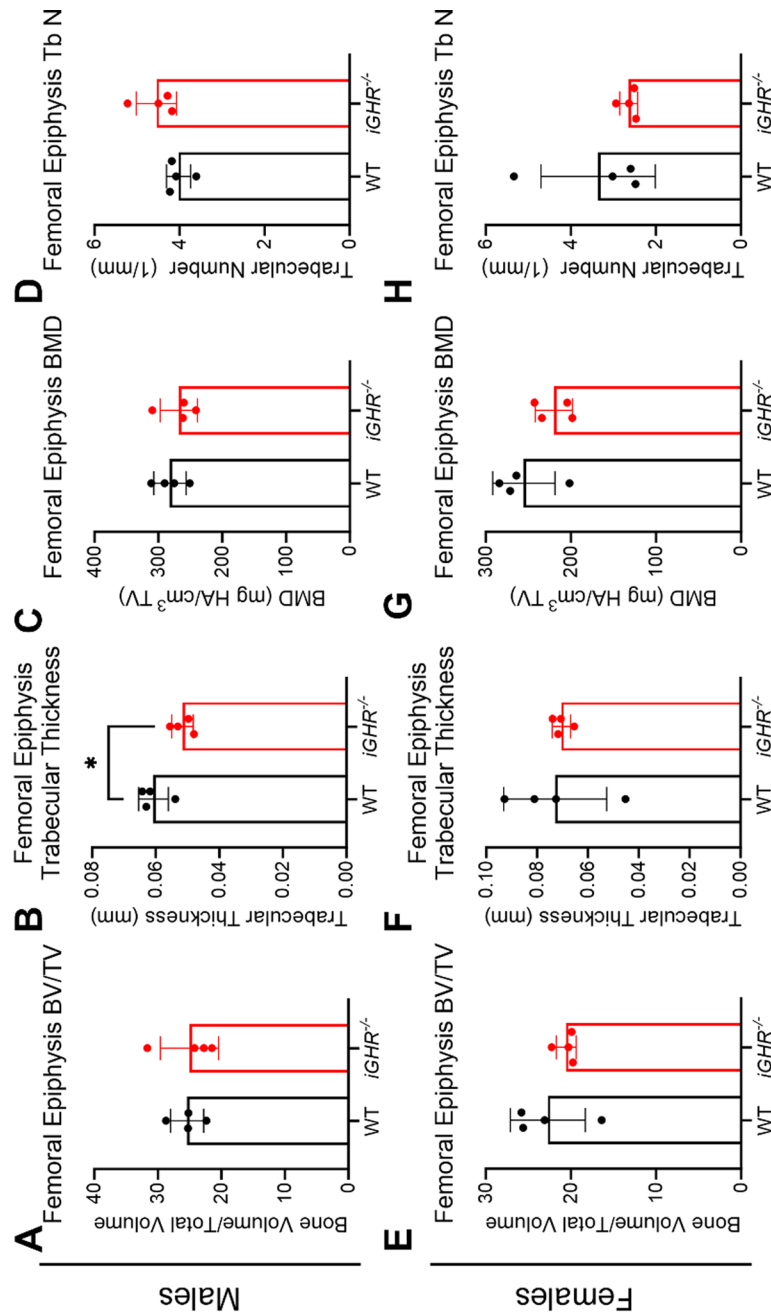 Males
A
Femoral Epiphysis BV/TV
Bone Volume/Total Volume
40
30
20
10
0
WT
iGHR-/-
B
Femoral Epiphysis
Trabecular Thickness
Trabecular Thickness (mm)
0.08
0.06
0.04
0.02
0.00
*
WT
iGHR-/-
C
Femoral Epiphysis BMD
BMD (mg HA/cm3 TV)
400
300
200
100
0
WT
iGHR-/-
D
Femoral Epiphysis Tb N
Trabecular Number (1/mm)
6
4
2
0
WT
iGHR-/-
Females
E
Femoral Epiphysis BV/TV
Bone Volume/Total Volume
30
20
10
0
WT
iGHR-/-
F
Femoral Epiphysis
Trabecular Thickness
Trabecular Thickness (mm)
0.10
0.08
0.06
0.04
0.02
0.00
WT
iGHR-/-
G
Femoral Epiphysis BMD
BMD (mg HA/cm3 TV)
300
200
100
0
WT
iGHR-/-
H
Femoral Epiphysis Tb N
Trabecular Number (1/mm)
6
4
2
0
WT
iGHR-/-